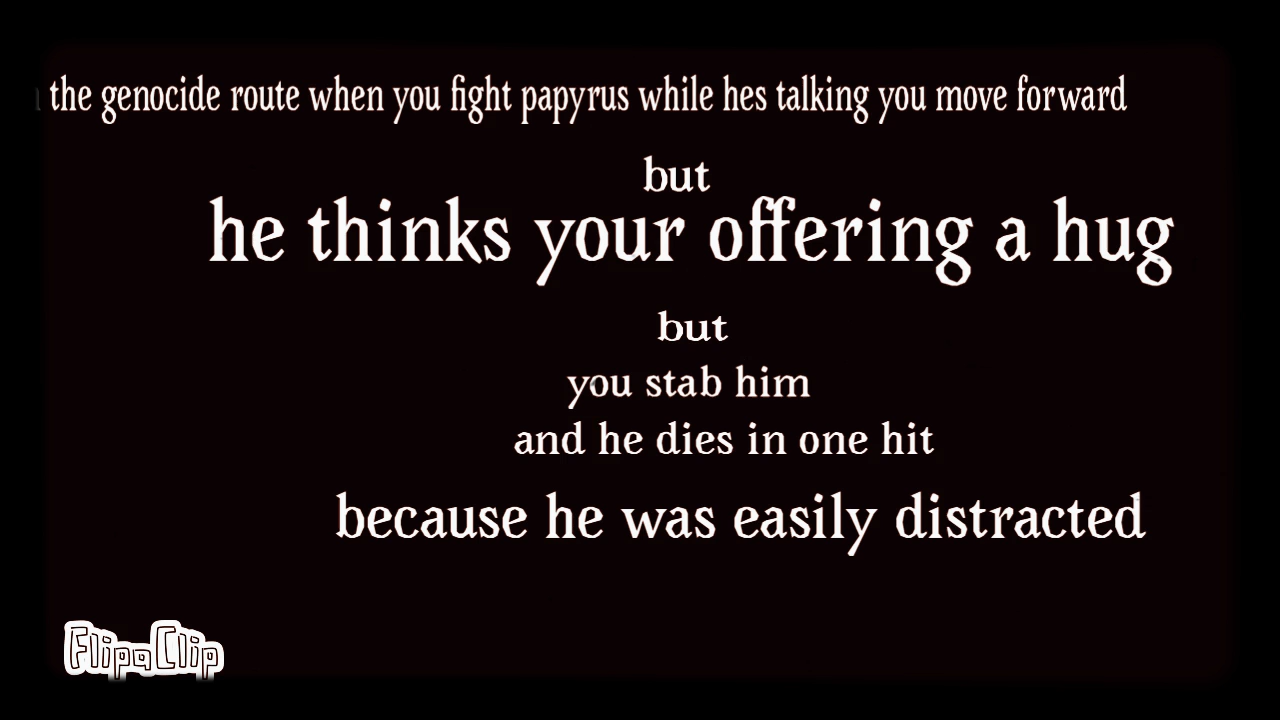 the genocide route when you fight papyrus while hes talking you move forward
but
he thinks your offering a hug
but
you stab him
and he dies in one hit
because he was easily distracted
FlipaClip